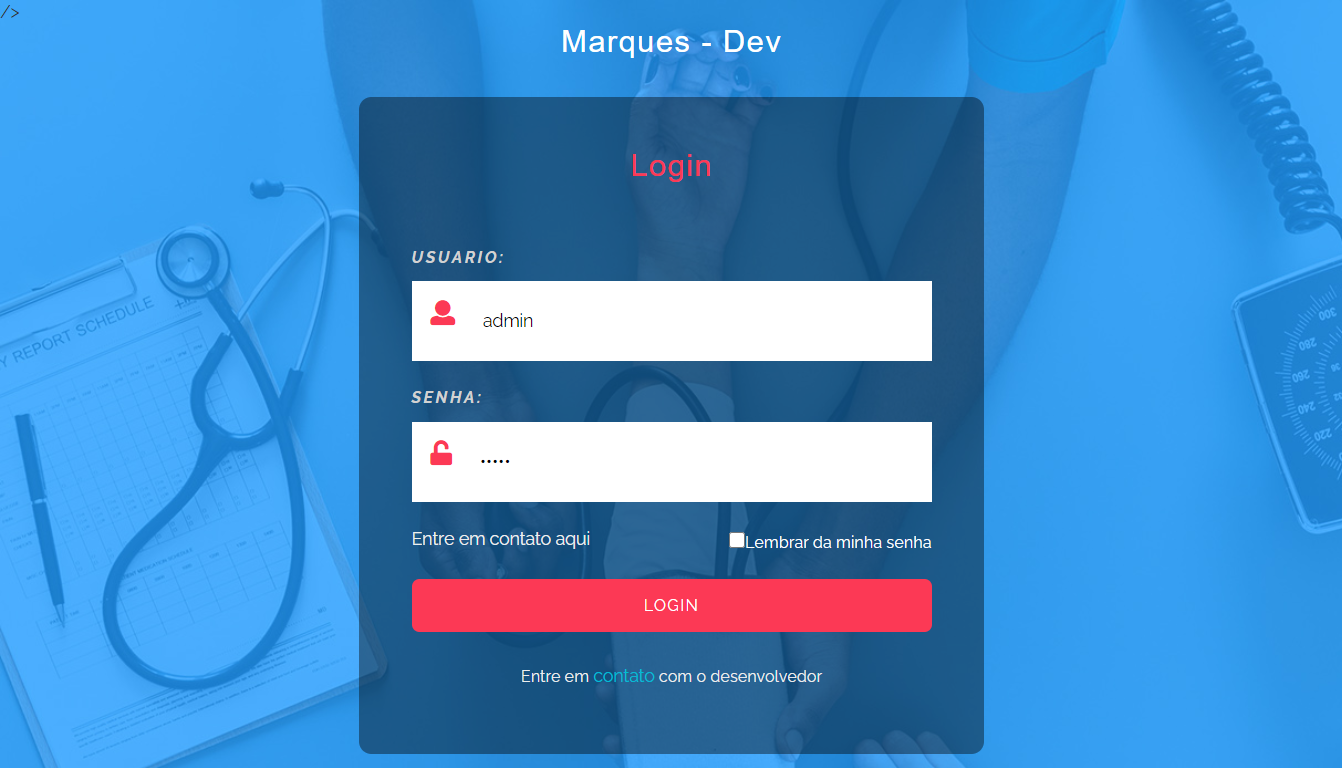 />
Marques - Dev
Login
USUARIO:
admin
SENHA:
•••••
Entre em contato aqui
Lembrar da minha senha
LOGIN
Entre em contato com o desenvolvedor
Y REPORT SCHEDULE
300
280
260
240
220